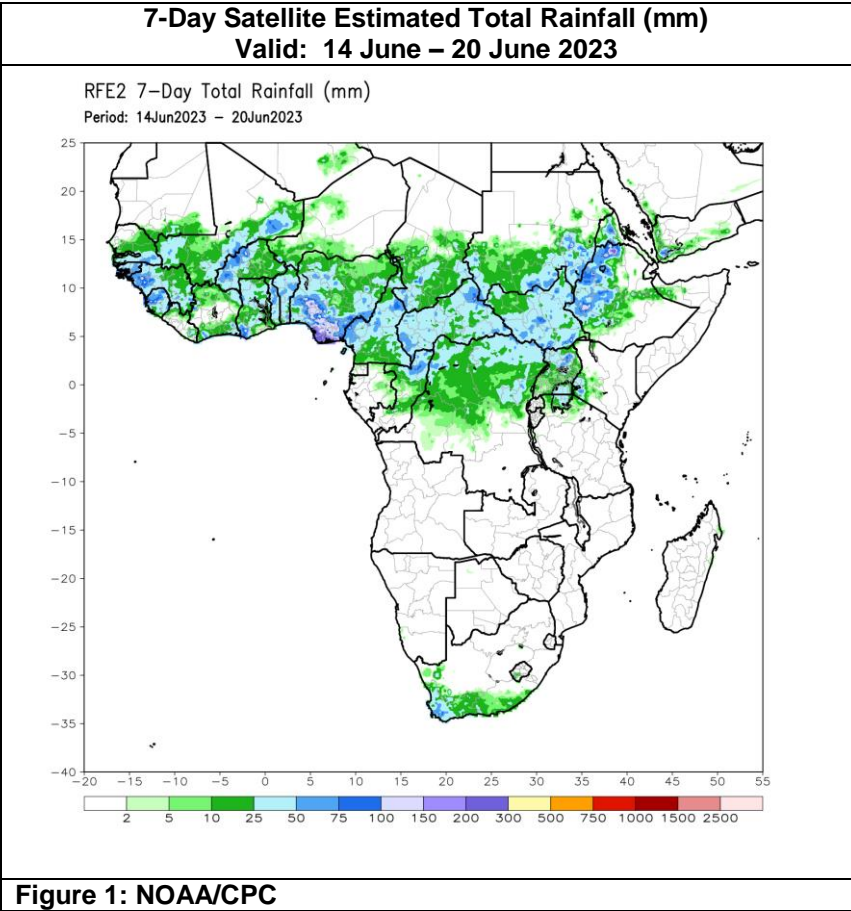 7-Day Satellite Estimated Total Rainfall (mm)
Valid:  14 June – 20 June 2023
RFE2 7-Day Total Rainfall (mm)
Period: 14Jun2023 - 20Jun2023
25
20
15
10
5
0
-5
-10
-15
-20
-25
-30
-35
-40
-20 -15 -10 -5 0 5 10 15 20 25 30 35 40 45 50 55
2 5 10 25 50 75 100 150 200 300 500 750 1000 1500 2500
Figure 1: NOAA/CPC